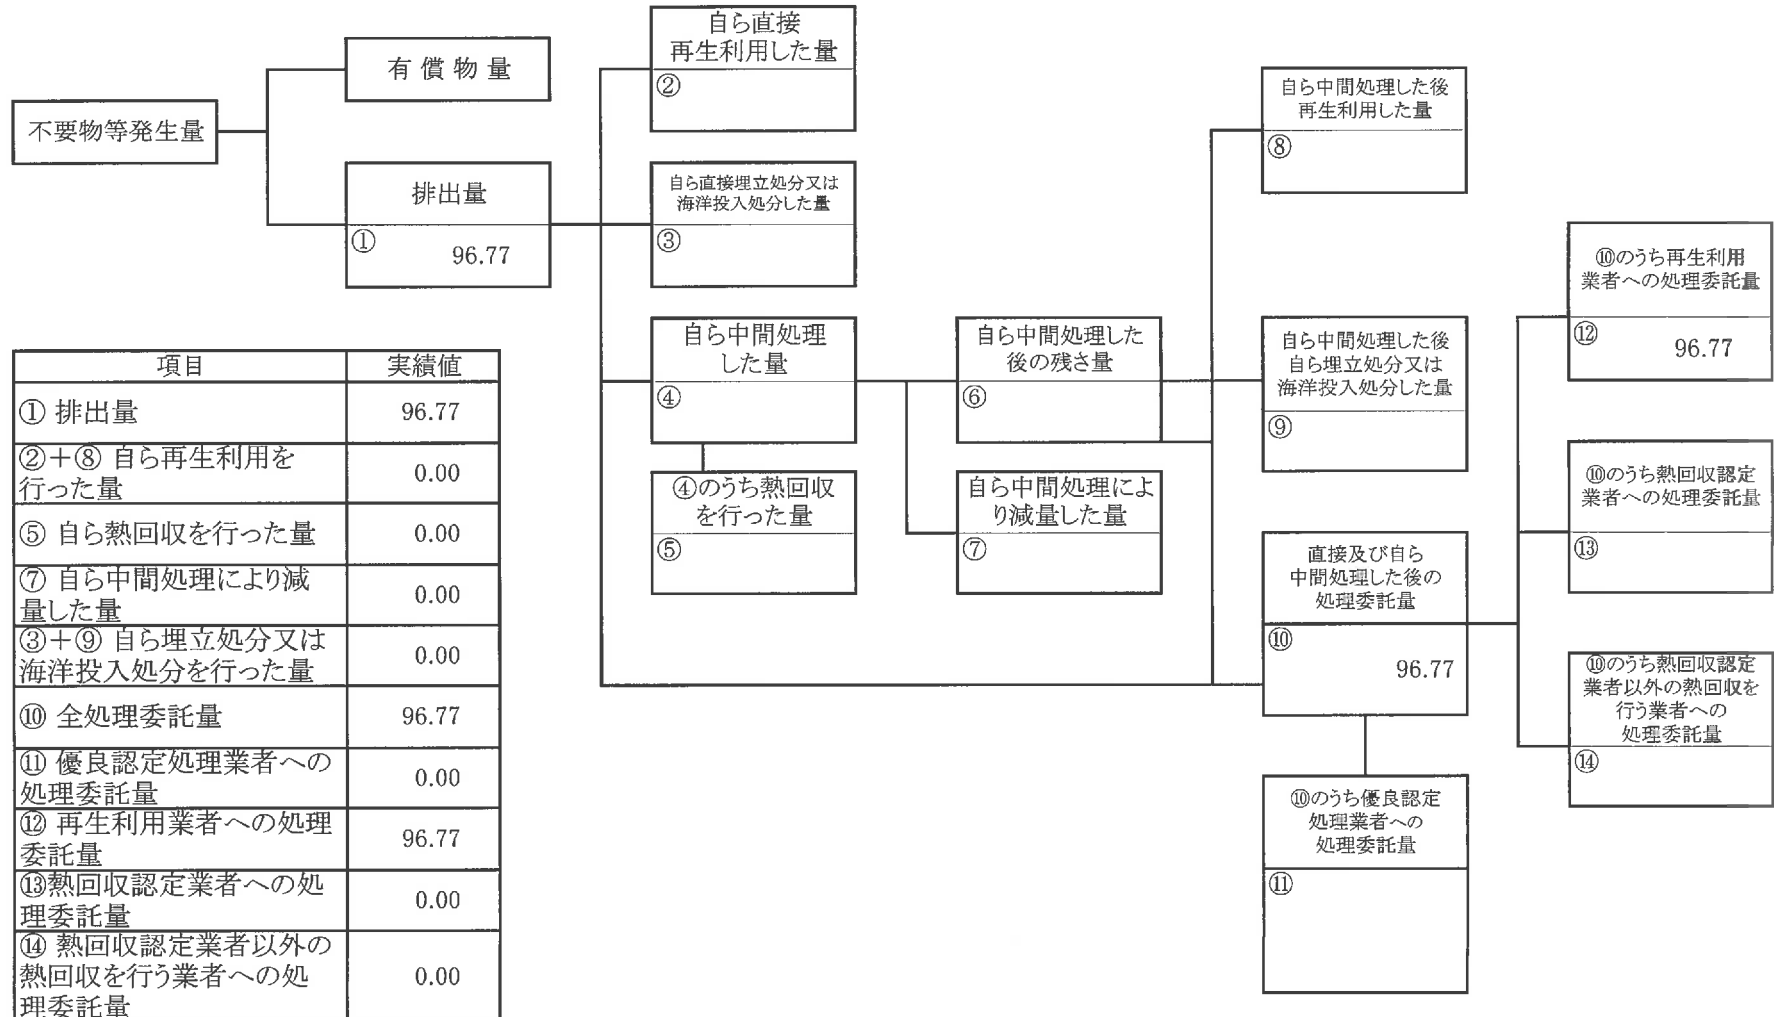 不要物等発生量
有償物量
排出量
①
96.77
自ら直接
再生利用した量
②
自ら直接埋立処分又は
海洋投入処分した量
③
自ら中間処理
した量
④
④のうち熱回収
を行った量
⑤
自ら中間処理した
後の残さ量
⑥
自ら中間処理によ
り減量した量
⑦
自ら中間処理した後
再生利用した量
⑧
自ら中間処理した後
自ら埋立処分又は
海洋投入処分した量
⑨
直接及び自ら
中間処理した後の
処理委託量
⑩
96.77
⑩のうち優良認定
処理業者への
処理委託量
⑪
⑩のうち再生利用
業者への処理委託量
⑫
96.77
⑩のうち熱回収認定
業者への処理委託量
⑬
⑩のうち熱回収認定
業者以外の熱回収を
行う業者への
処理委託量
⑭
項目 実績値
① 排出量 96.77
②+⑧ 自ら再生利用を
行った量 0.00
⑤ 自ら熱回収を行った量 0.00
⑦ 自ら中間処理により減
量した量 0.00
③+⑨ 自ら埋立処分又は
海洋投入処分を行った量 0.00
⑩ 全処理委託量 96.77
⑪ 優良認定処理業者への
処理委託量 0.00
⑫ 再生利用業者への処理
委託量 96.77
⑬熱回収認定業者への処
理委託量 0.00
⑭ 熱回収認定業者以外の
熱回収を行う業者への処 0.00
理委託量